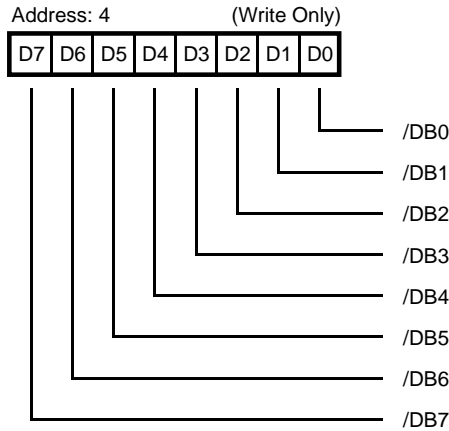 Address: 4 (Write Only)
D7 D6 D5 D4 D3 D2 D1 D0
/DB0
/DB1
/DB2
/DB3
/DB4
/DB5
/DB6
/DB7